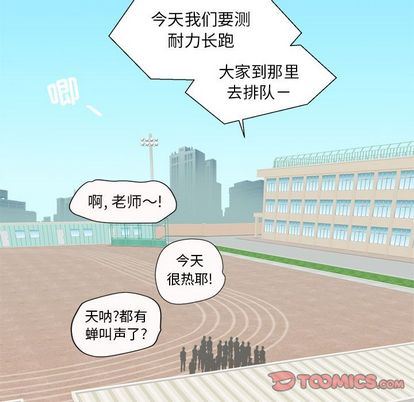 今天我们要测
耐力长跑
大家到那里
去排队—
唧
啊, 老师～!
今天
很热耶!
天呐?都有
蝉叫声了?
TOOMICS.COM